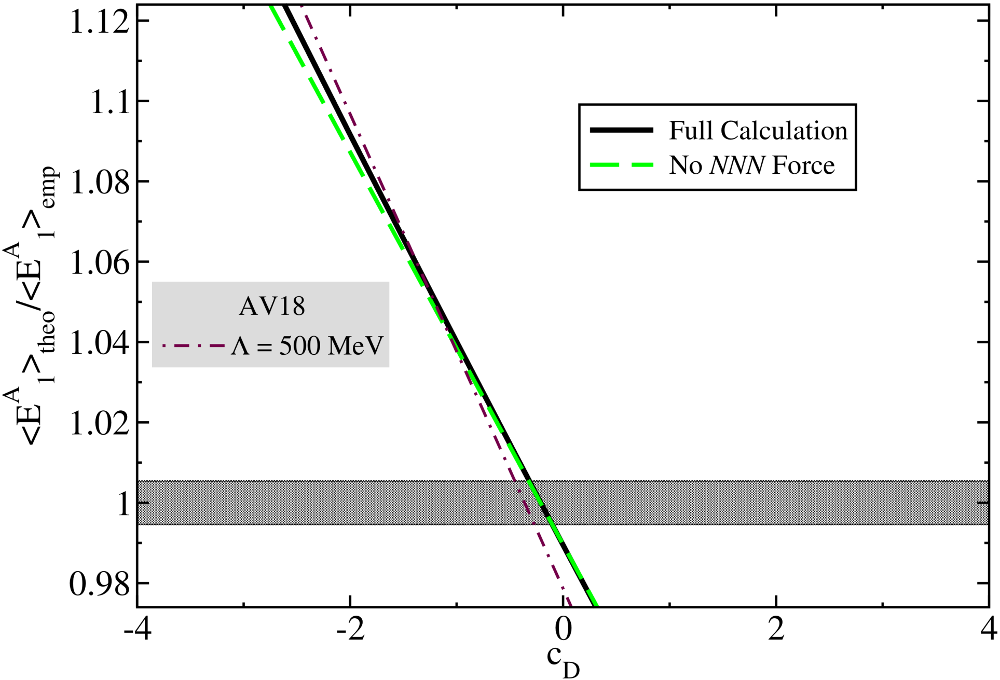 1.12
1.1
1.08
1.06
1.04
1.02
1
0.98
<E^A_1>_theo/<E^A_1>_emp
Full Calculation
No NNN Force
AV18
Λ = 500 MeV
-4 -2 0 2 4
c_D